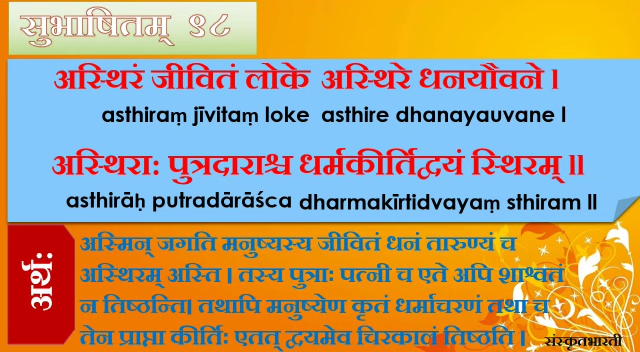 सुभाषितम् ९८
अस्थिरं जीवितं लोके अस्थिरे धनयौवने ।
asthiraṃ jīvitaṃ loke asthire dhanayauvane l
अस्थिराः पुत्रदाराश्च धर्मकीर्तिद्वयं स्थिरम् ॥
asthirāḥ putradārāśca dharmakīrtidvayaṃ sthiram ll
अर्थः
अस्मिन् जगति मनुष्यस्य जीवितं धनं तारुण्यं च
अस्थिरम् अस्ति । तस्य पुत्राः पत्नी च एते अपि शाश्वतं
न तिष्ठन्ति। तथापि मनुष्येण कृतं धर्माचरणं तथा च
तेन प्राप्ता कीर्तिः एतत् द्वयमेव चिरकालं तिष्ठति ।
संस्कृतभारती